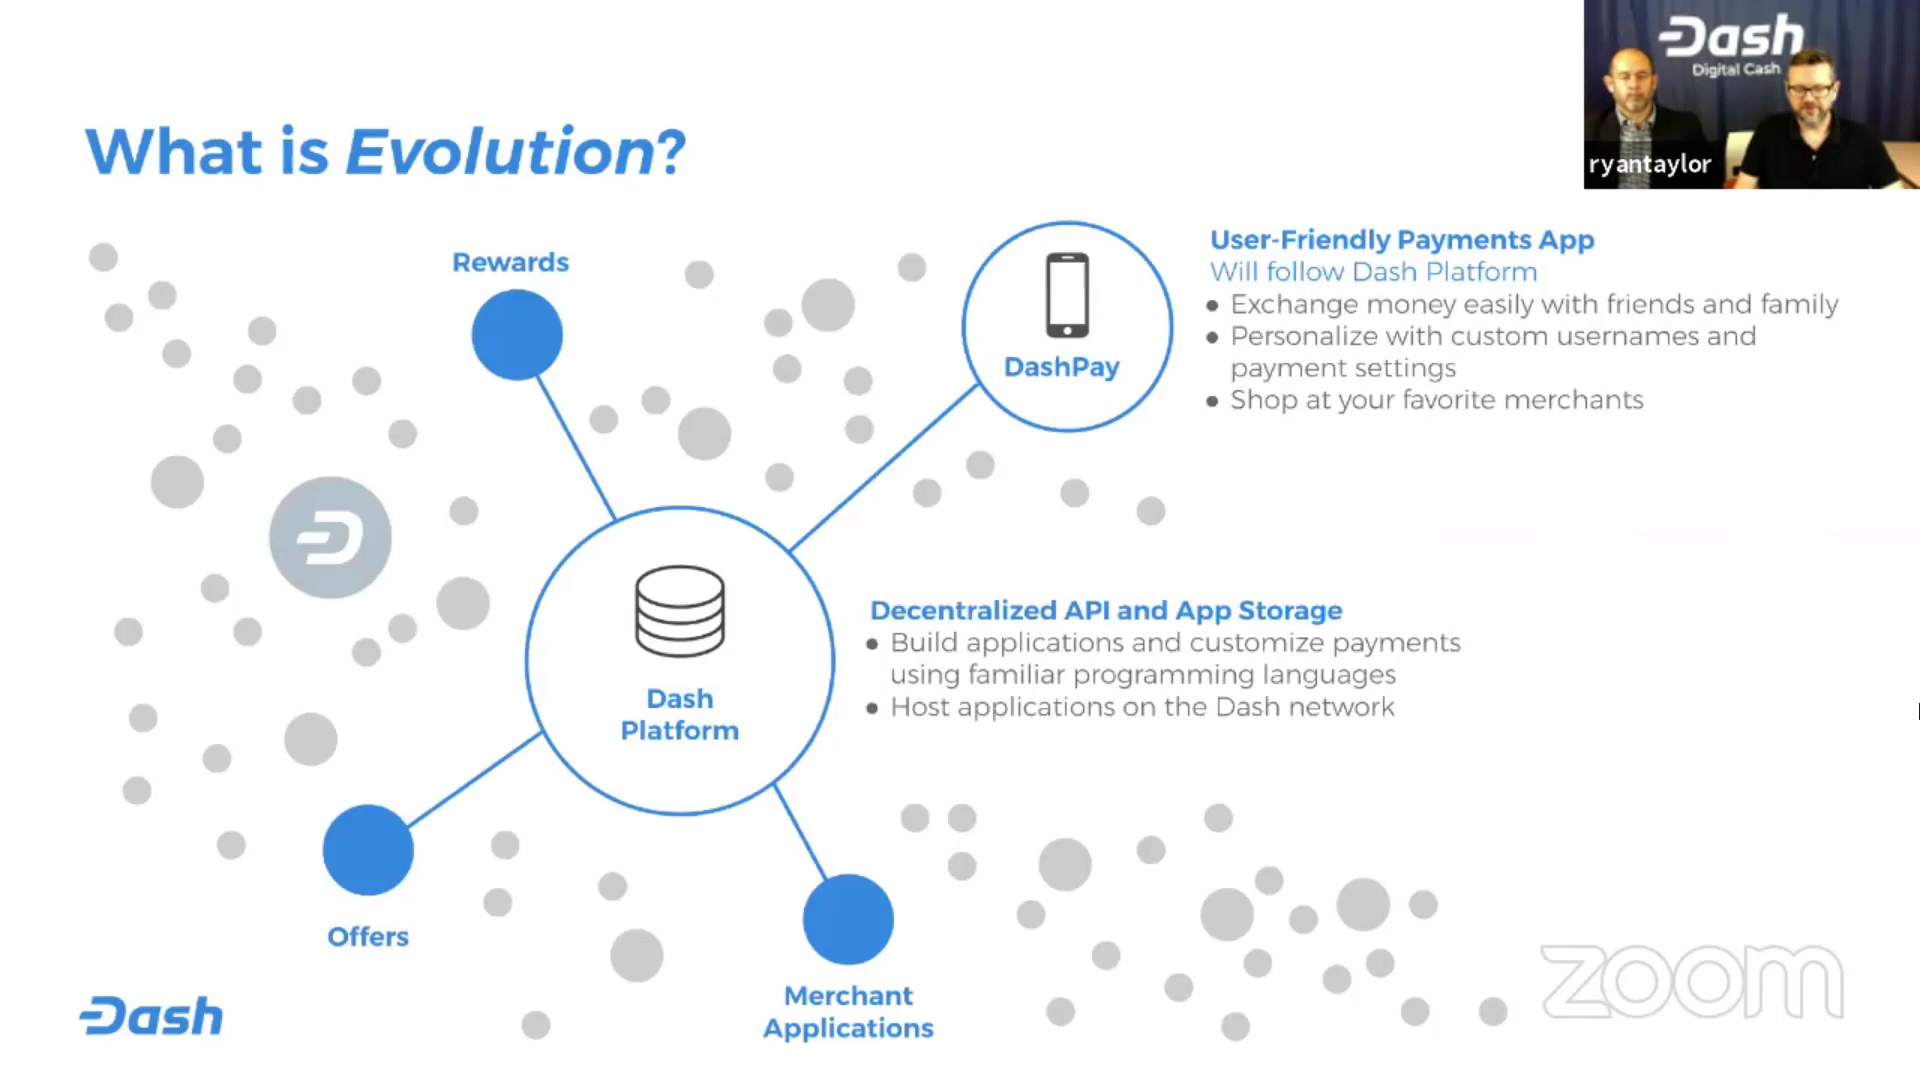 Dash
Digital Cash
ryantaylor
What is Evolution?
Rewards
DashPay
User-Friendly Payments App
Will follow Dash Platform
• Exchange money easily with friends and family
• Personalize with custom usernames and
payment settings
• Shop at your favorite merchants
Dash
Platform
Decentralized API and App Storage
• Build applications and customize payments
using familiar programming languages
• Host applications on the Dash network
Offers
Merchant
Applications
Dash
zoom